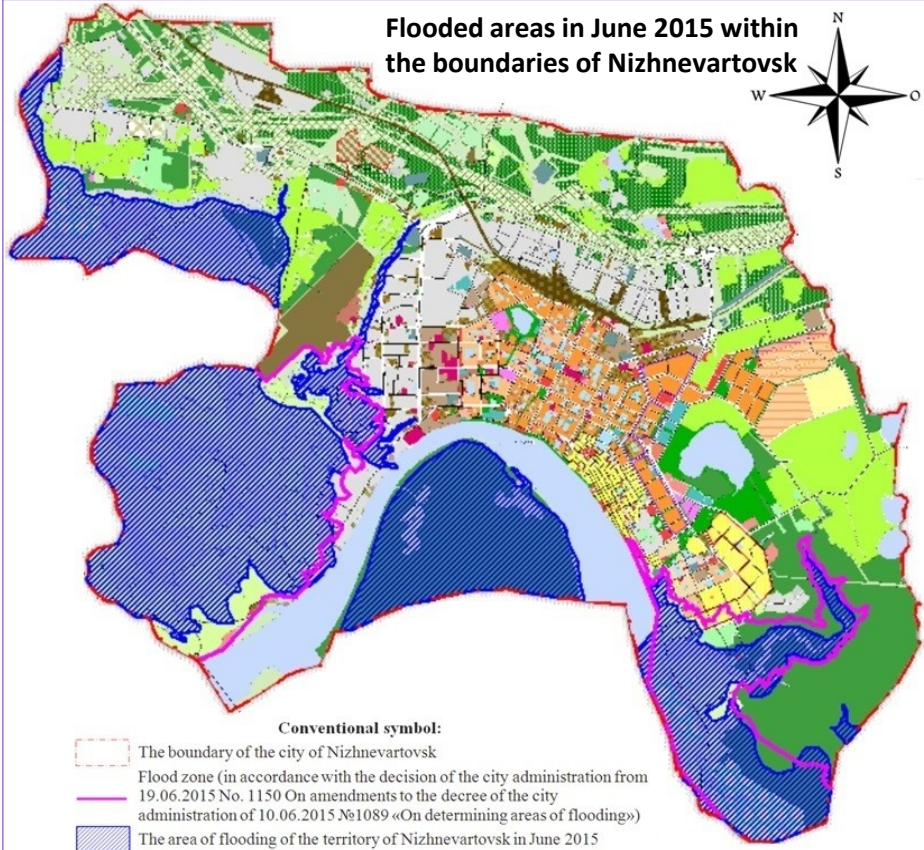 Flooded areas in June 2015 within
the boundaries of Nizhnevartovsk
N
W
O
S
Conventional symbol:
The boundary of the city of Nizhnevartovsk
Flood zone (in accordance with the decision of the city administration from
19.06.2015 No. 1150 On amendments to the decree of the city
administration of 10.06.2015 №1089 «On determining areas of flooding»)
The area of flooding of the territory of Nizhnevartovsk in June 2015